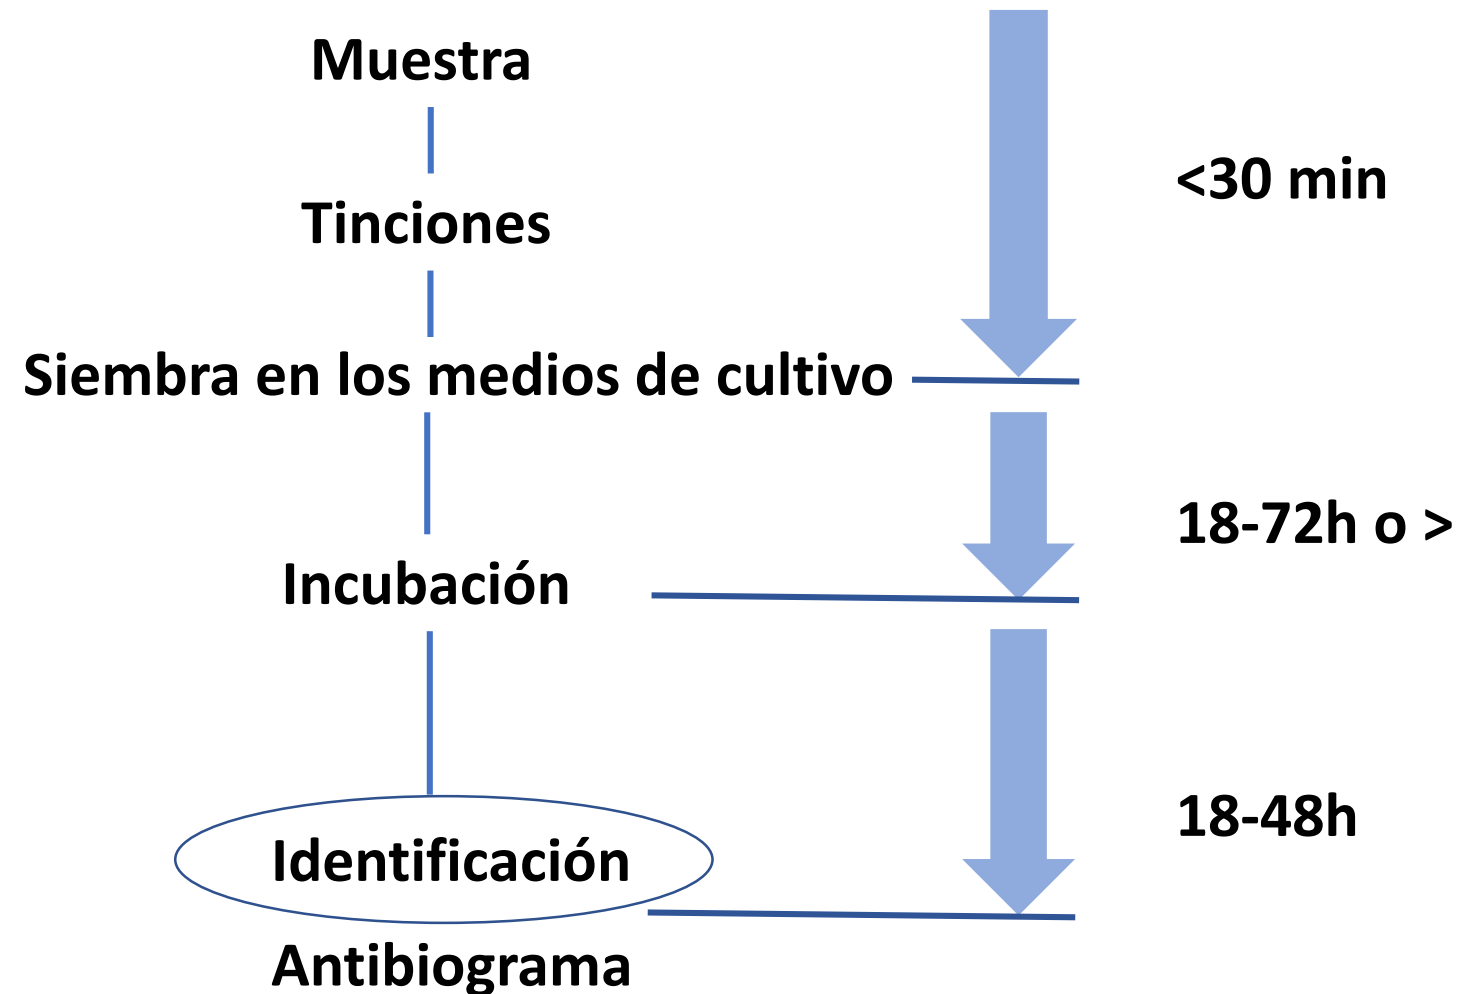 Muestra
<30 min
Tinciones
Siembra en los medios de cultivo
18-72h o >
Incubación
18-48h
Identificación
Antibiograma